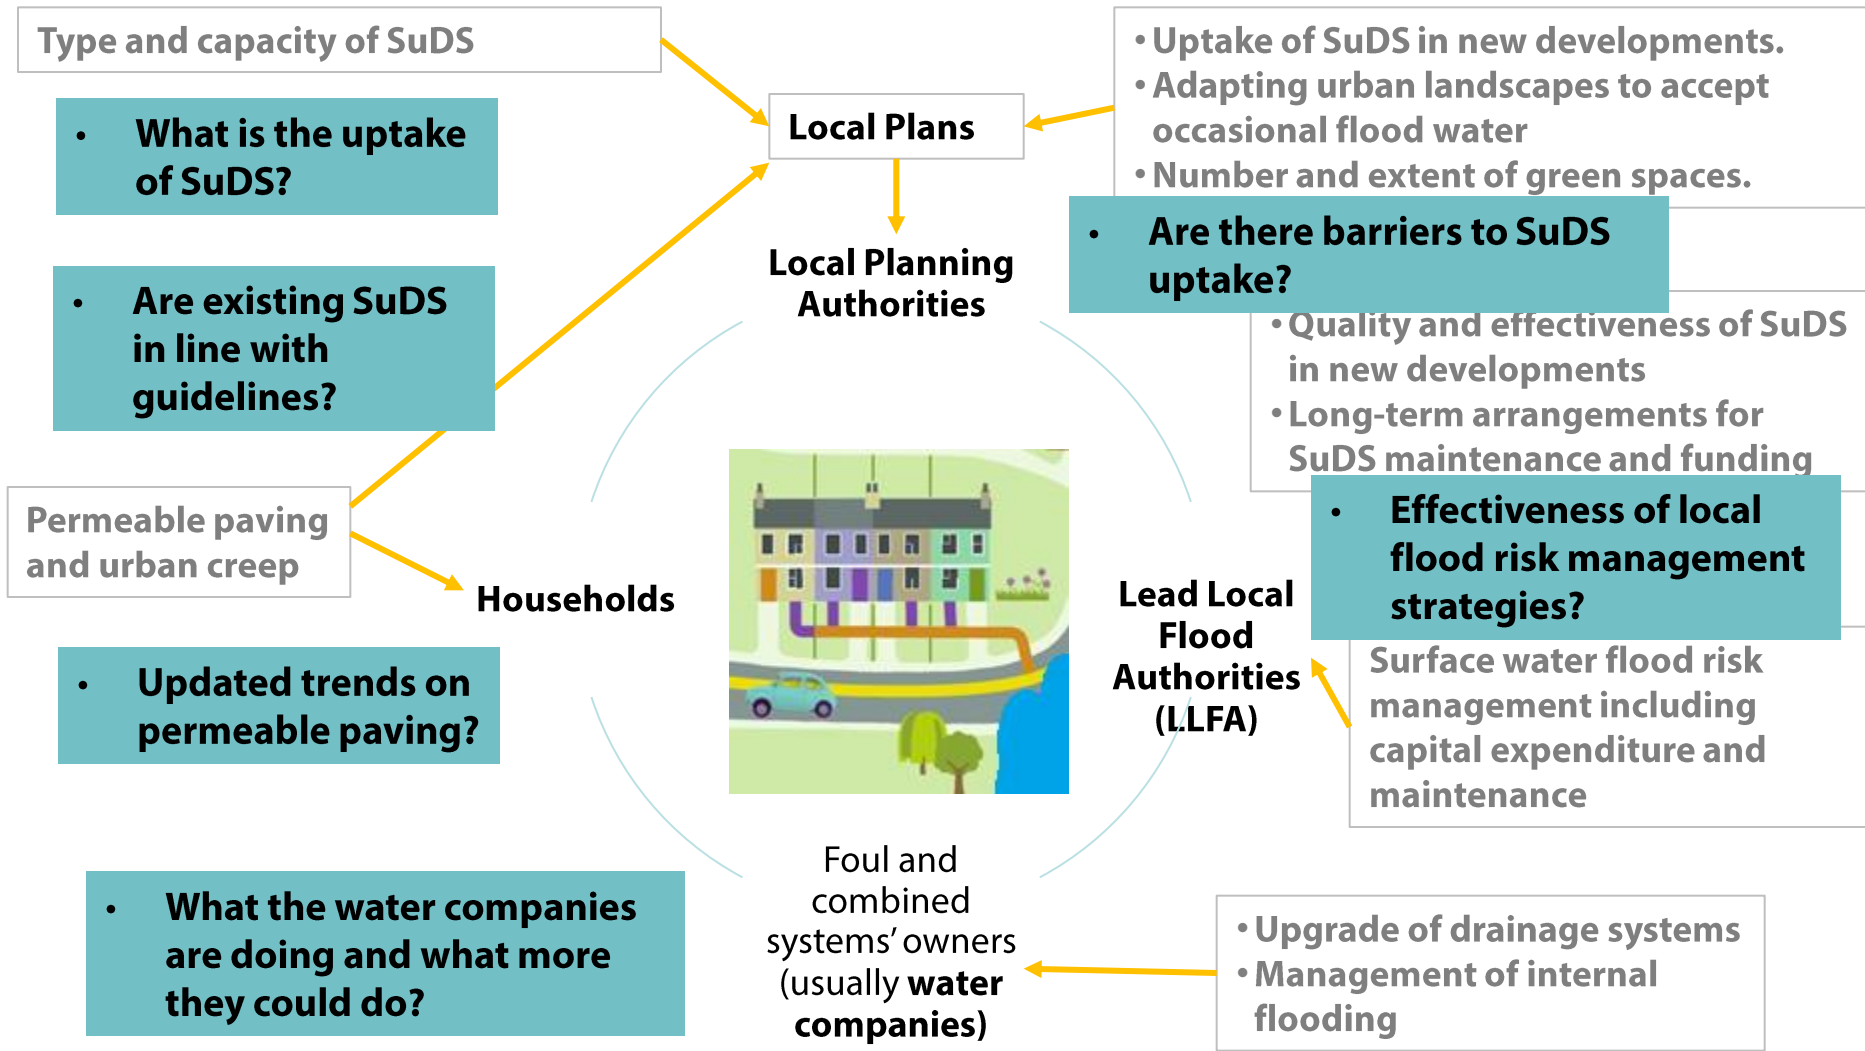 Type and capacity of SuDS
• What is the uptake
of SuDS?
• Are existing SuDS
in line with
guidelines?
Permeable paving
and urban creep
• Updated trends on
permeable paving?
• What the water companies
are doing and what more
they could do?
Local Plans
Local Planning
Authorities
Households
Lead Local
Flood
Authorities
(LLFA)
Foul and
combined
systems’ owners
(usually water
companies)
• Uptake of SuDS in new developments.
• Adapting urban landscapes to accept
occasional flood water
• Number and extent of green spaces.
• Are there barriers to SuDS
uptake?
• Quality and effectiveness of SuDS
in new developments
• Long-term arrangements for
SuDS maintenance and funding
• Effectiveness of local
flood risk management
strategies?
Surface water flood risk
management including
capital expenditure and
maintenance
• Upgrade of drainage systems
• Management of internal
flooding